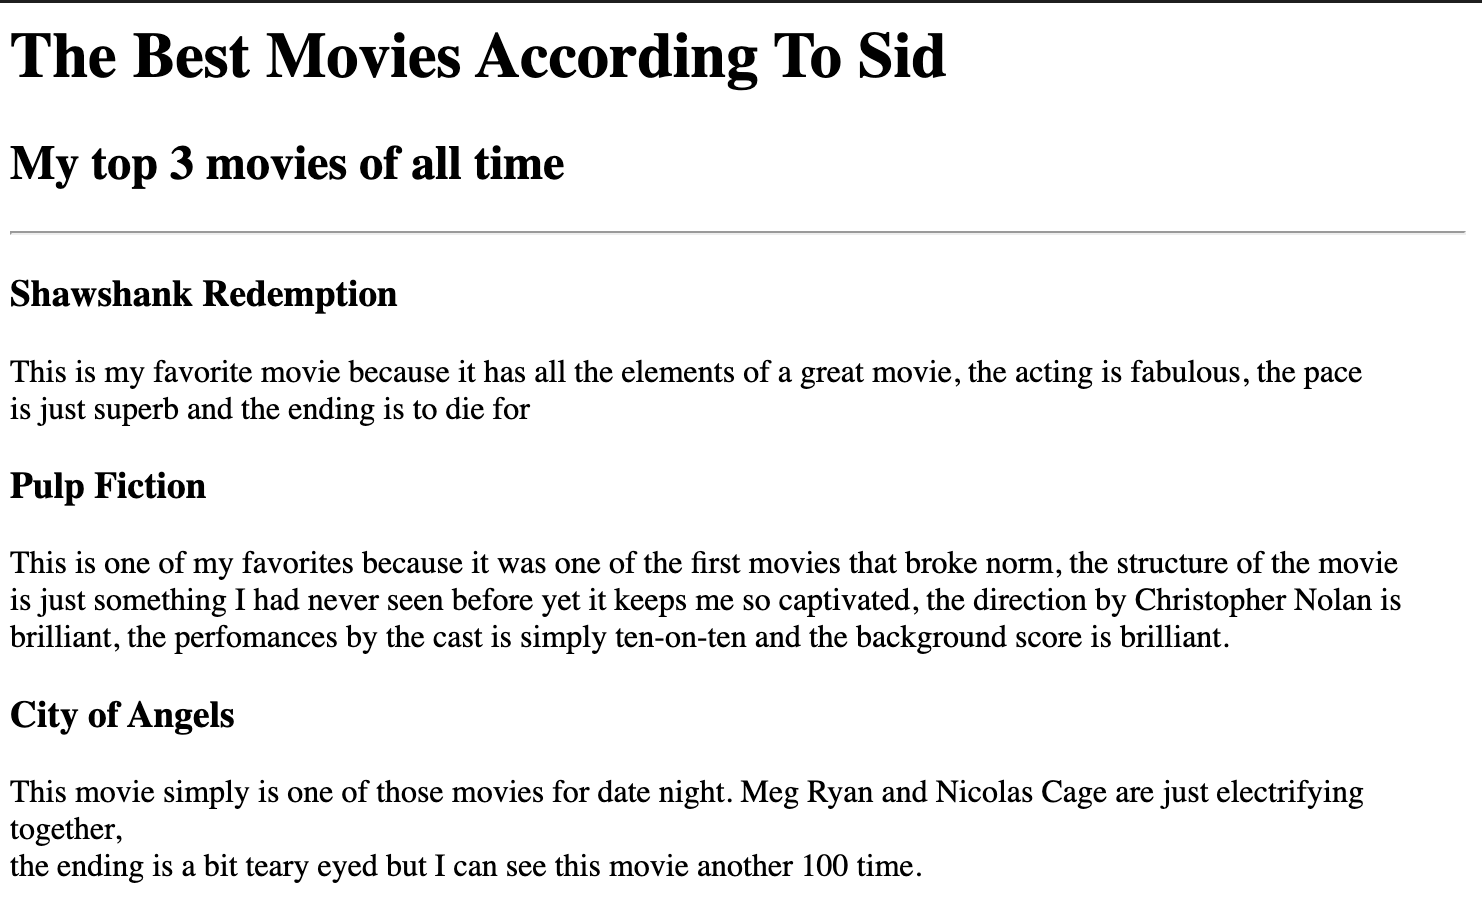 The Best Movies According To Sid
My top 3 movies of all time
Shawshank Redemption
This is my favorite movie because it has all the elements of a great movie, the acting is fabulous, the pace
is just superb and the ending is to die for
Pulp Fiction
This is one of my favorites because it was one of the first movies that broke norm, the structure of the movie
is just something I had never seen before yet it keeps me so captivated, the direction by Christopher Nolan is
brilliant, the perfomances by the cast is simply ten-on-ten and the background score is brilliant.
City of Angels
This movie simply is one of those movies for date night. Meg Ryan and Nicolas Cage are just electrifying
together,
the ending is a bit teary eyed but I can see this movie another 100 time.